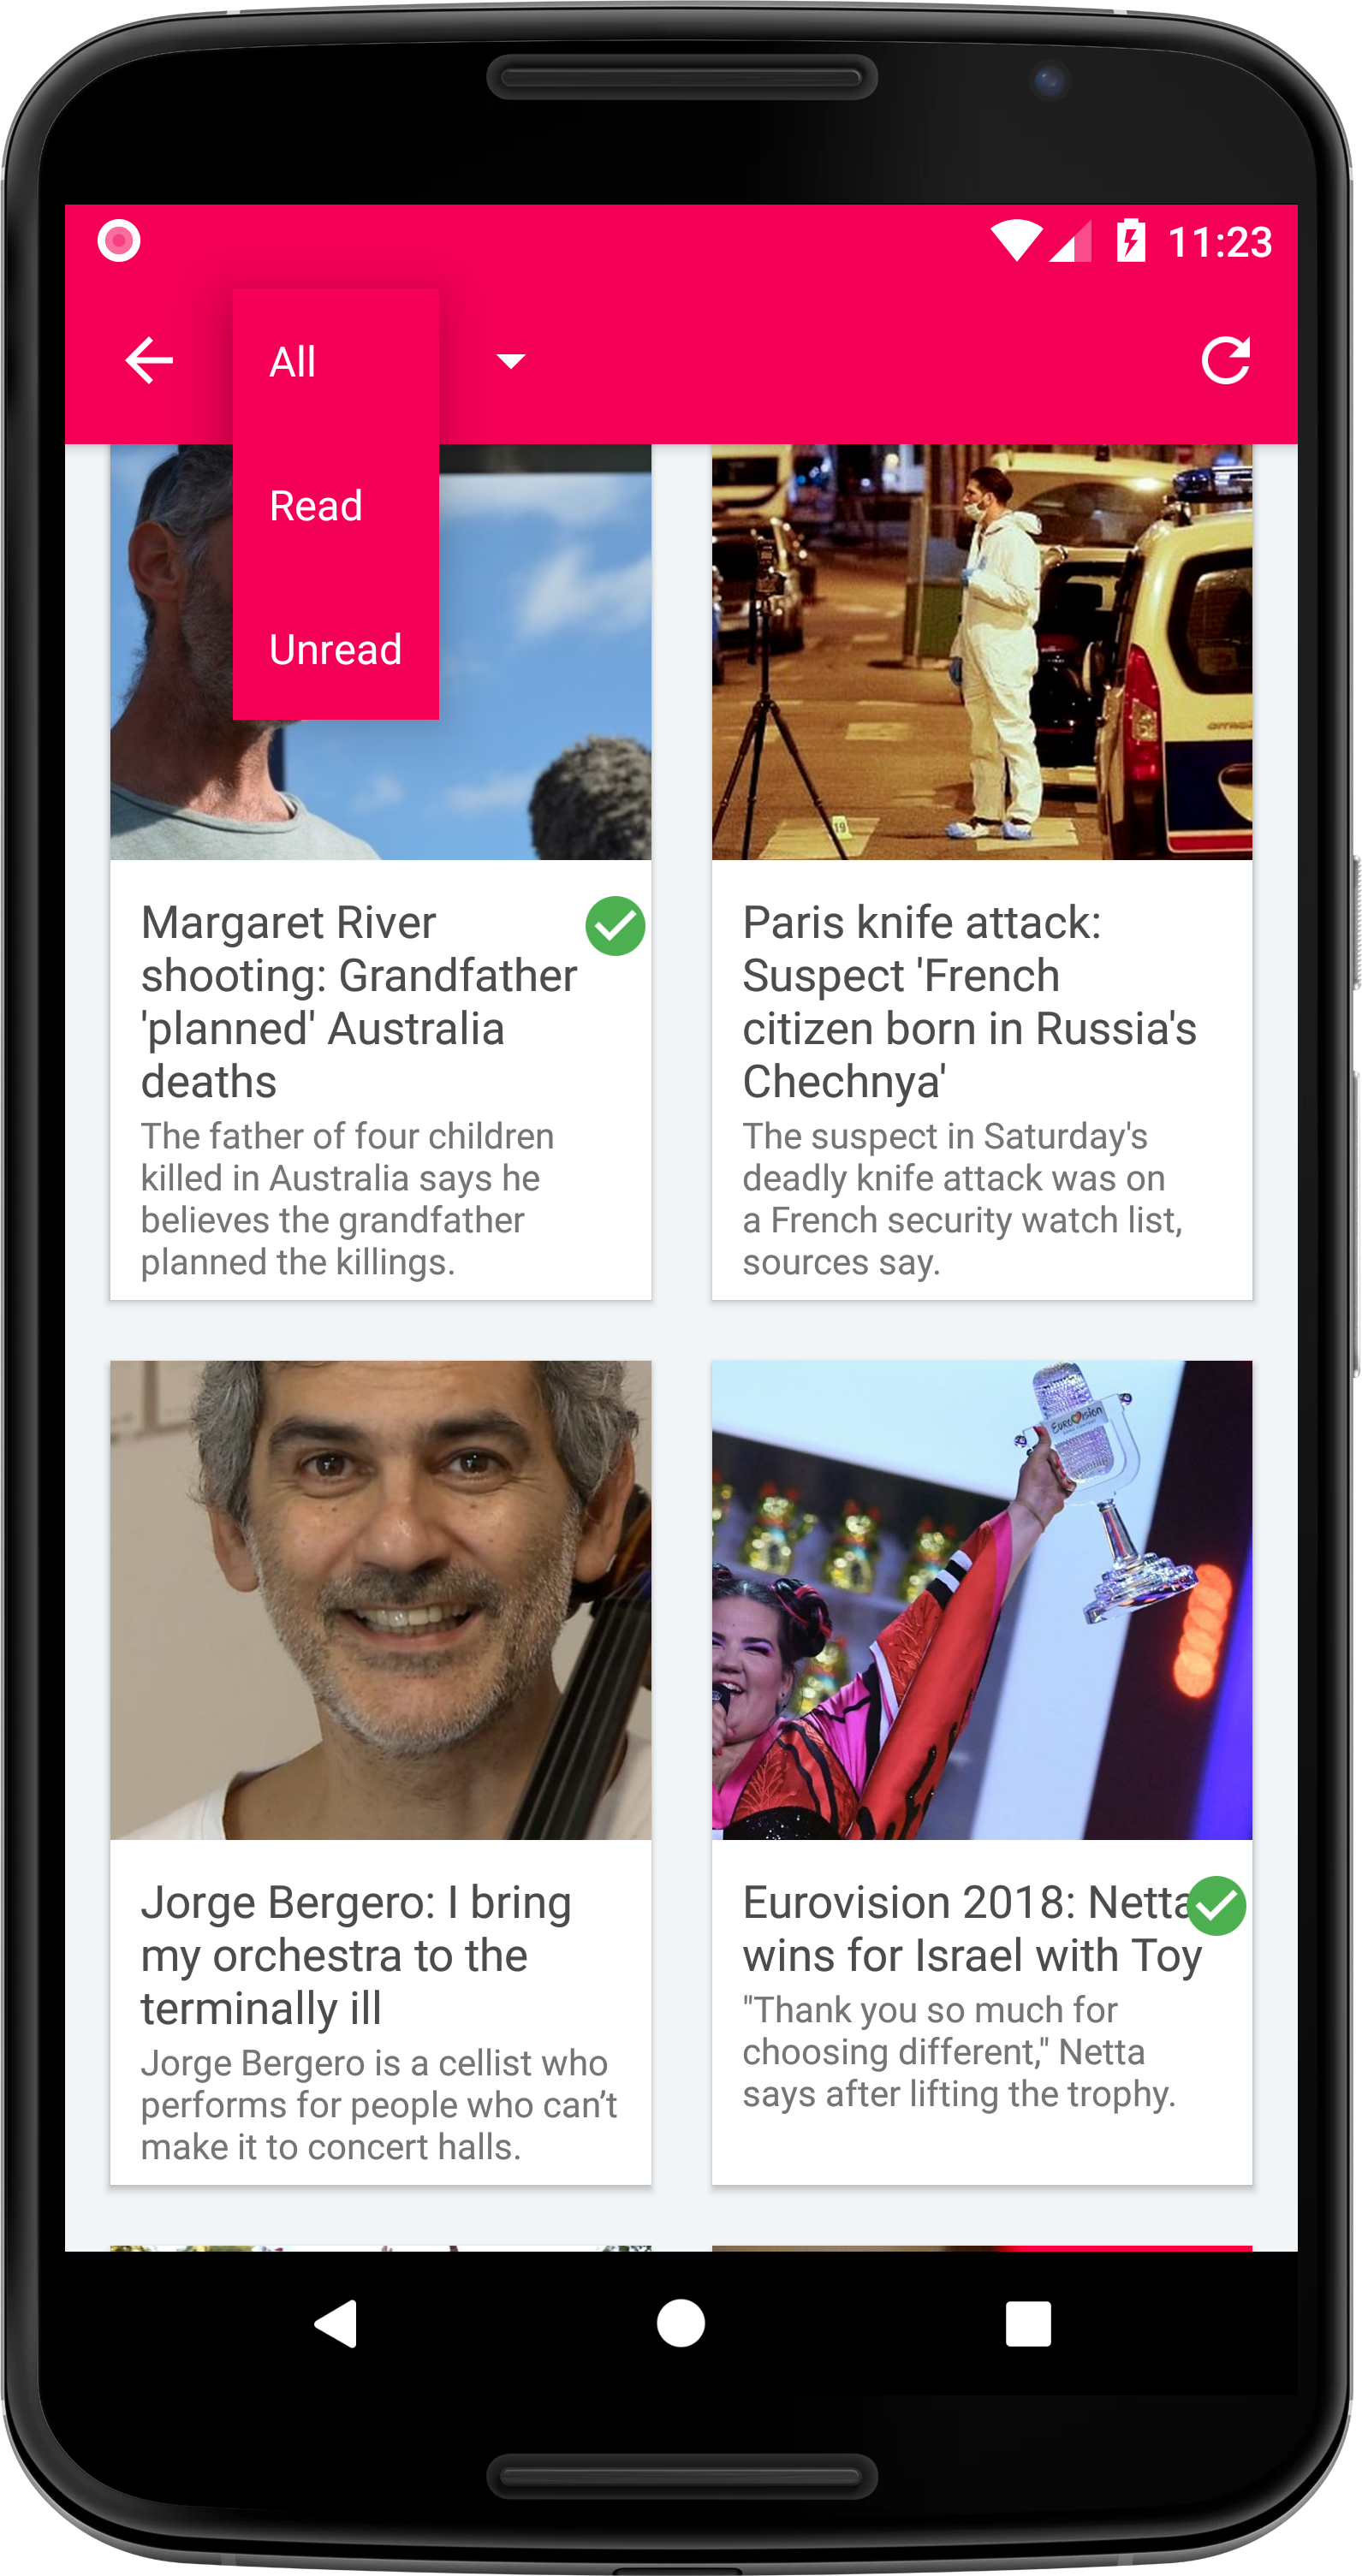 11:23
All
Read
Unread
19
Margaret River
shooting: Grandfather
'planned' Australia
deaths
The father of four children
killed in Australia says he
believes the grandfather
planned the killings.
Paris knife attack:
Suspect 'French
citizen born in Russia's
Chechnya'
The suspect in Saturday's
deadly knife attack was on
a French security watch list,
sources say.
EUROVISION
Jorge Bergero: I bring
my orchestra to the
terminally ill
Jorge Bergero is a cellist who
performs for people who can’t
make it to concert halls.
Eurovision 2018: Netta
wins for Israel with Toy
"Thank you so much for
choosing different," Netta
says after lifting the trophy.